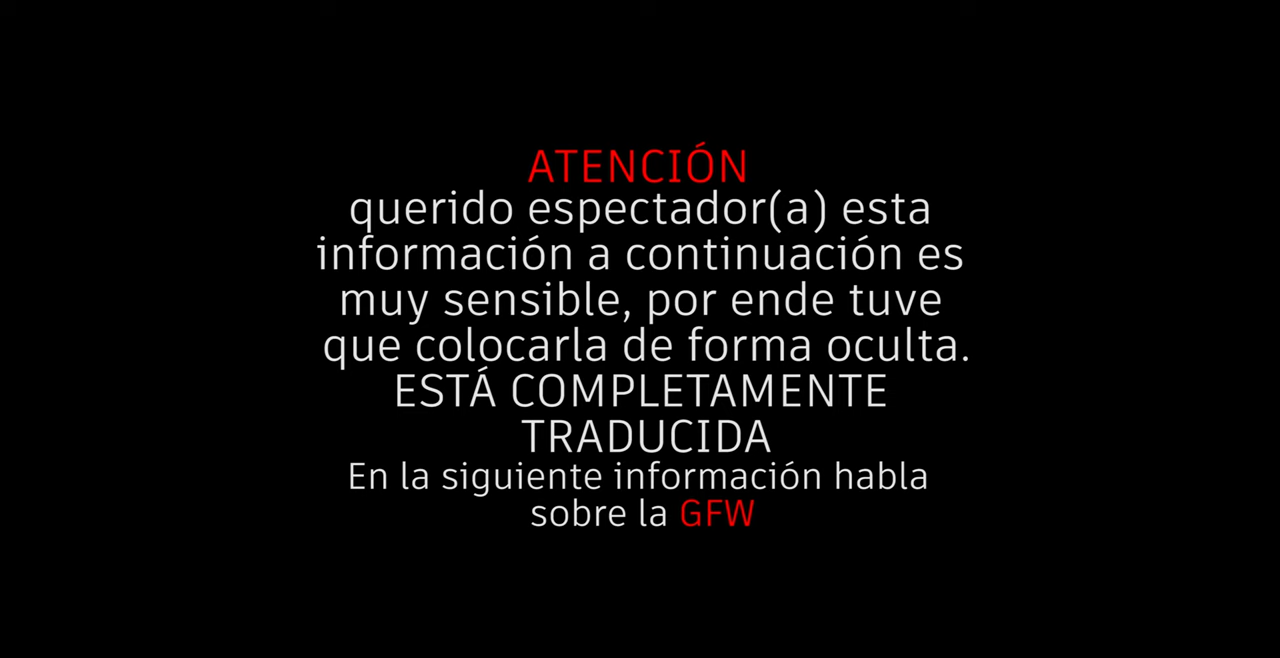 ATENCIÓN
querido espectador(a) esta
información a continuación es
muy sensible, por ende tuve
que colocarla de forma oculta.
ESTÁ COMPLETAMENTE
TRADUCIDA
En la siguiente información habla
sobre la GFW